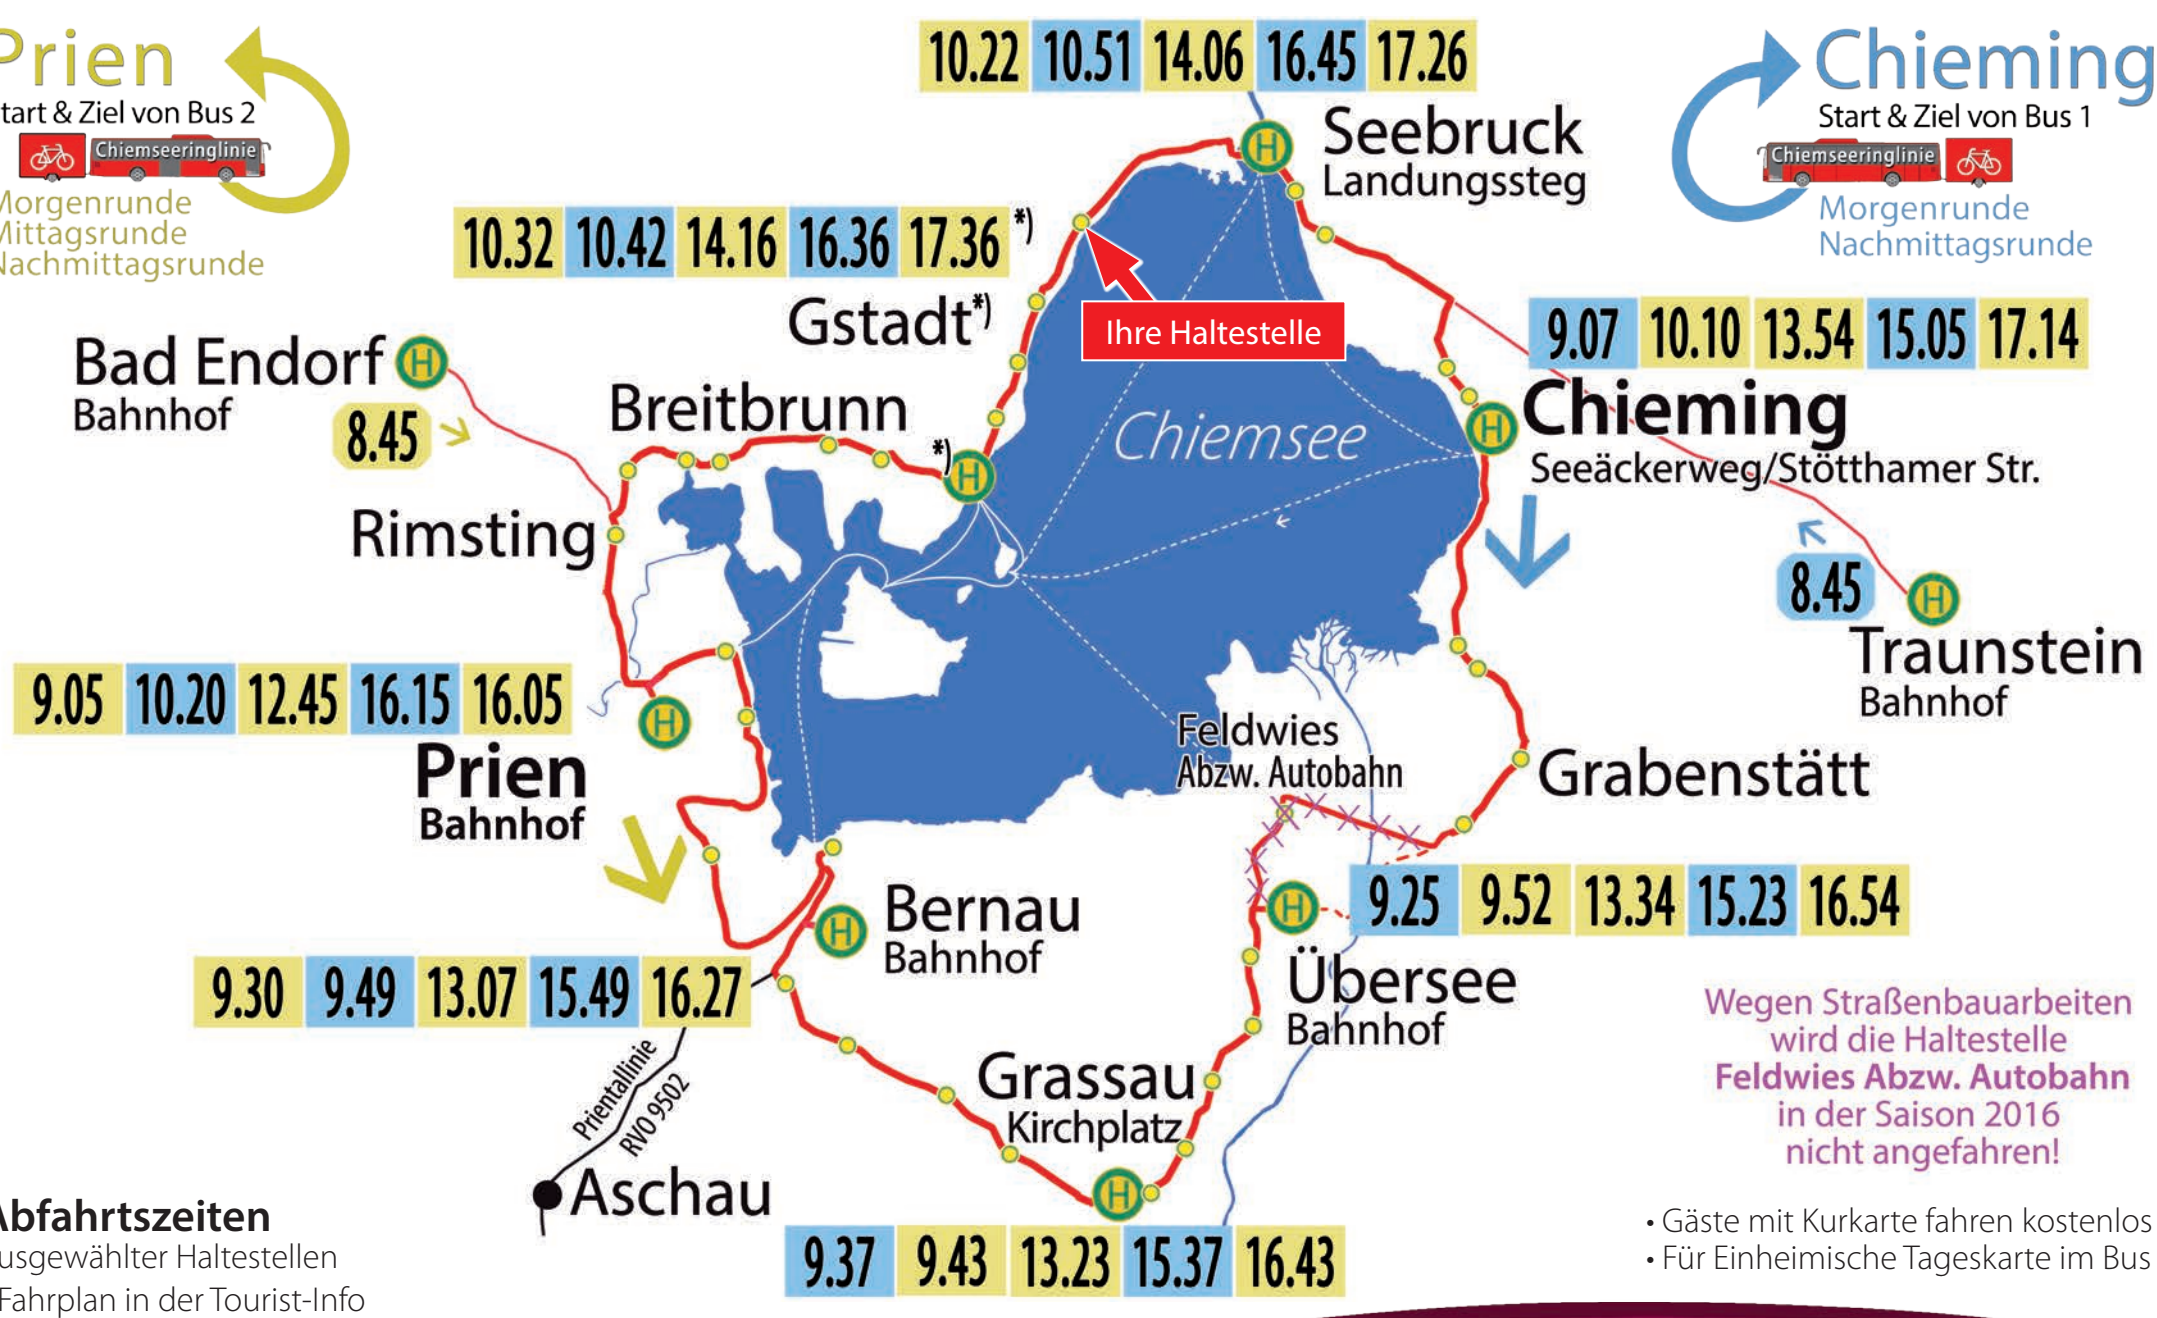 Prien
Start & Ziel von Bus 2
Chiemseeringlinie
Morgenrunde
Mittagsrunde
Nachmittagsrunde
10.22 10.51 14.06 16.45 17.26
Seebruck
Landungssteg
Chieming
Start & Ziel von Bus 1
Chiemseeringlinie
Morgenrunde
Nachmittagsrunde
10.32 10.42 14.16 16.36 17.36 *)
Gstadt*)
Ihre Haltestelle
9.07 10.10 13.54 15.05 17.14
Chieming
Seeäckerweg/Stötthamer Str.
Bad Endorf H
Bahnhof
8.45
Breitbrunn
*)
H
H
H
Chiemsee
Rimsting
8.45
H
Traunstein
Bahnhof
9.05 10.20 12.45 16.15 16.05
H
Prien
Bahnhof
Feldwies
Abzw. Autobahn
Grabenstätt
H
Bernau
Bahnhof
9.30 9.49 13.07 15.49 16.27
H
9.25 9.52 13.34 15.23 16.54
Übersee
Bahnhof
Wegen Straßenbauarbeiten
wird die Haltestelle
Feldwies Abzw. Autobahn
in der Saison 2016
nicht angefahren!
Prientallinie
RVO 9502
Aschau
Grassau
Kirchplatz
H
9.37 9.43 13.23 15.37 16.43
Abfahrtszeiten
ausgewählter Haltestellen
Fahrplan in der Tourist-Info
• Gäste mit Kurkarte fahren kostenlos
• Für Einheimische Tageskarte im Bus